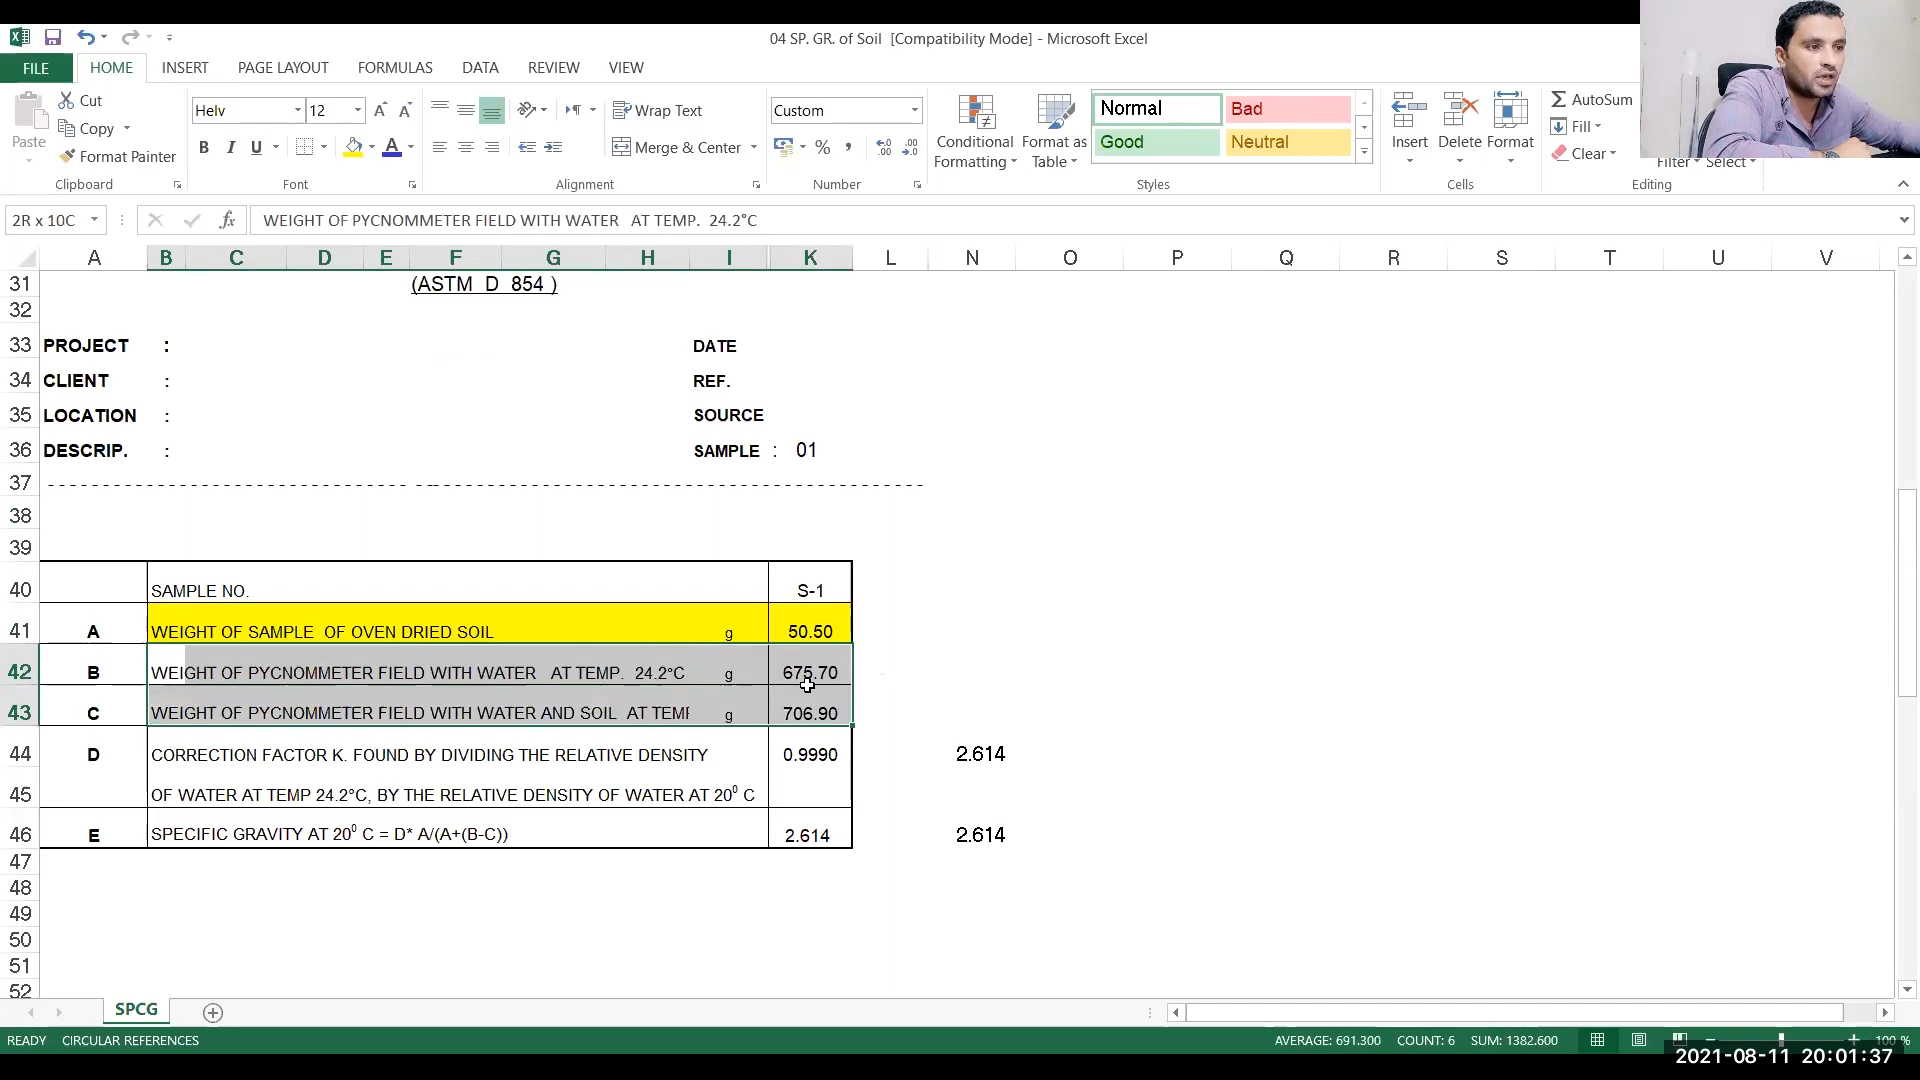 04 SP. GR. of Soil  [Compatibility Mode] - Microsoft Excel
FILE HOME INSERT PAGE LAYOUT FORMULAS DATA REVIEW VIEW
Paste
Cut
Copy
Format Painter
Clipboard
Helv 12
B I U
Font
Wrap Text
Merge & Center
Alignment
Custom
Number
Conditional Formatting
Format as Table
Normal Bad
Good Neutral
Styles
Insert Delete Format
Cells
AutoSum
Fill
Clear
Filter Select
Editing
2R x 10C fx WEIGHT OF PYCNOMMETER FIELD WITH WATER   AT TEMP.  24.2°C
A B C D E F G H I K L N O P Q R S T U V
31 (ASTM  D  854 )
32
33 PROJECT : DATE
34 CLIENT : REF.
35 LOCATION : SOURCE
36 DESCRIP. : SAMPLE : 01
37
38
39
40 SAMPLE NO. S-1
41 A WEIGHT OF SAMPLE  OF OVEN DRIED SOIL g 50.50
42 B WEIGHT OF PYCNOMMETER FIELD WITH WATER   AT TEMP.  24.2°C g 675.70
43 C WEIGHT OF PYCNOMMETER FIELD WITH WATER AND SOIL  AT TEM g 706.90
44 D CORRECTION FACTOR K. FOUND BY DIVIDING THE RELATIVE DENSITY 0.9990 2.614
45 OF WATER AT TEMP 24.2°C, BY THE RELATIVE DENSITY OF WATER AT 20⁰ C
46 E SPECIFIC GRAVITY AT 20⁰ C = D* A/(A+(B-C)) 2.614 2.614
47
48
49
50
51
52
SPCG
READY CIRCULAR REFERENCES AVERAGE: 691.300 COUNT: 6 SUM: 1382.600 100 %
2021-08-11 20:01:37